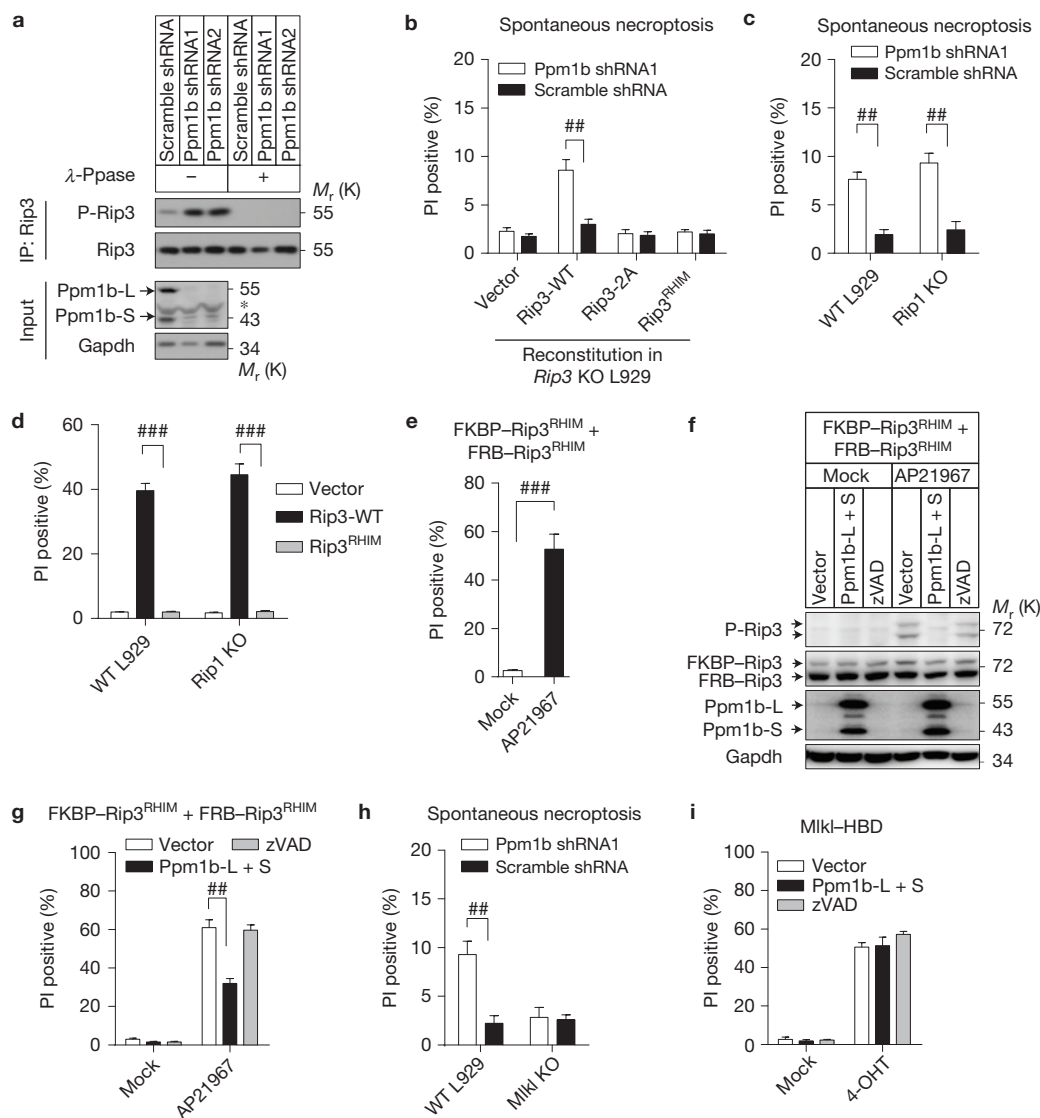 a
Scramble shRNA
Ppm1b shRNA1
Ppm1b shRNA2
Scramble shRNA
Ppm1b shRNA1
Ppm1b shRNA2
λ-Ppase
−
+
Mr (K)
IP: Rip3
P-Rip3
55
Rip3
55
Input
Ppm1b-L
55
*
Ppm1b-S
43
Gapdh
34
Mr (K)
b
Spontaneous necroptosis
Ppm1b shRNA1
Scramble shRNA
PI positive (%)
20
15
10
5
0
##
Vector
Rip3-WT
Rip3-2A
Rip3RHIM
Reconstitution in
Rip3 KO L929
c
Spontaneous necroptosis
Ppm1b shRNA1
Scramble shRNA
PI positive (%)
20
15
10
5
0
##
##
WT L929
Rip1 KO
d
PI positive (%)
60
40
20
0
###
###
Vector
Rip3-WT
Rip3RHIM
WT L929
Rip1 KO
e
FKBP–Rip3RHIM +
FRB–Rip3RHIM
PI positive (%)
80
60
40
20
0
###
Mock
AP21967
f
FKBP–Rip3RHIM +
FRB–Rip3RHIM
Mock
AP21967
Vector
Ppm1b-L + S
zVAD
Vector
Ppm1b-L + S
zVAD
Mr (K)
P-Rip3
72
FKBP–Rip3
72
FRB–Rip3
Ppm1b-L
55
Ppm1b-S
43
Gapdh
34
g
FKBP–Rip3RHIM + FRB–Rip3RHIM
Vector
zVAD
Ppm1b-L + S
PI positive (%)
100
80
60
40
20
0
##
Mock
AP21967
h
Spontaneous necroptosis
Ppm1b shRNA1
Scramble shRNA
PI positive (%)
20
15
10
5
0
##
WT L929
Mlkl KO
i
Mlkl–HBD
Vector
Ppm1b-L + S
zVAD
PI positive (%)
100
80
60
40
20
0
Mock
4-OHT